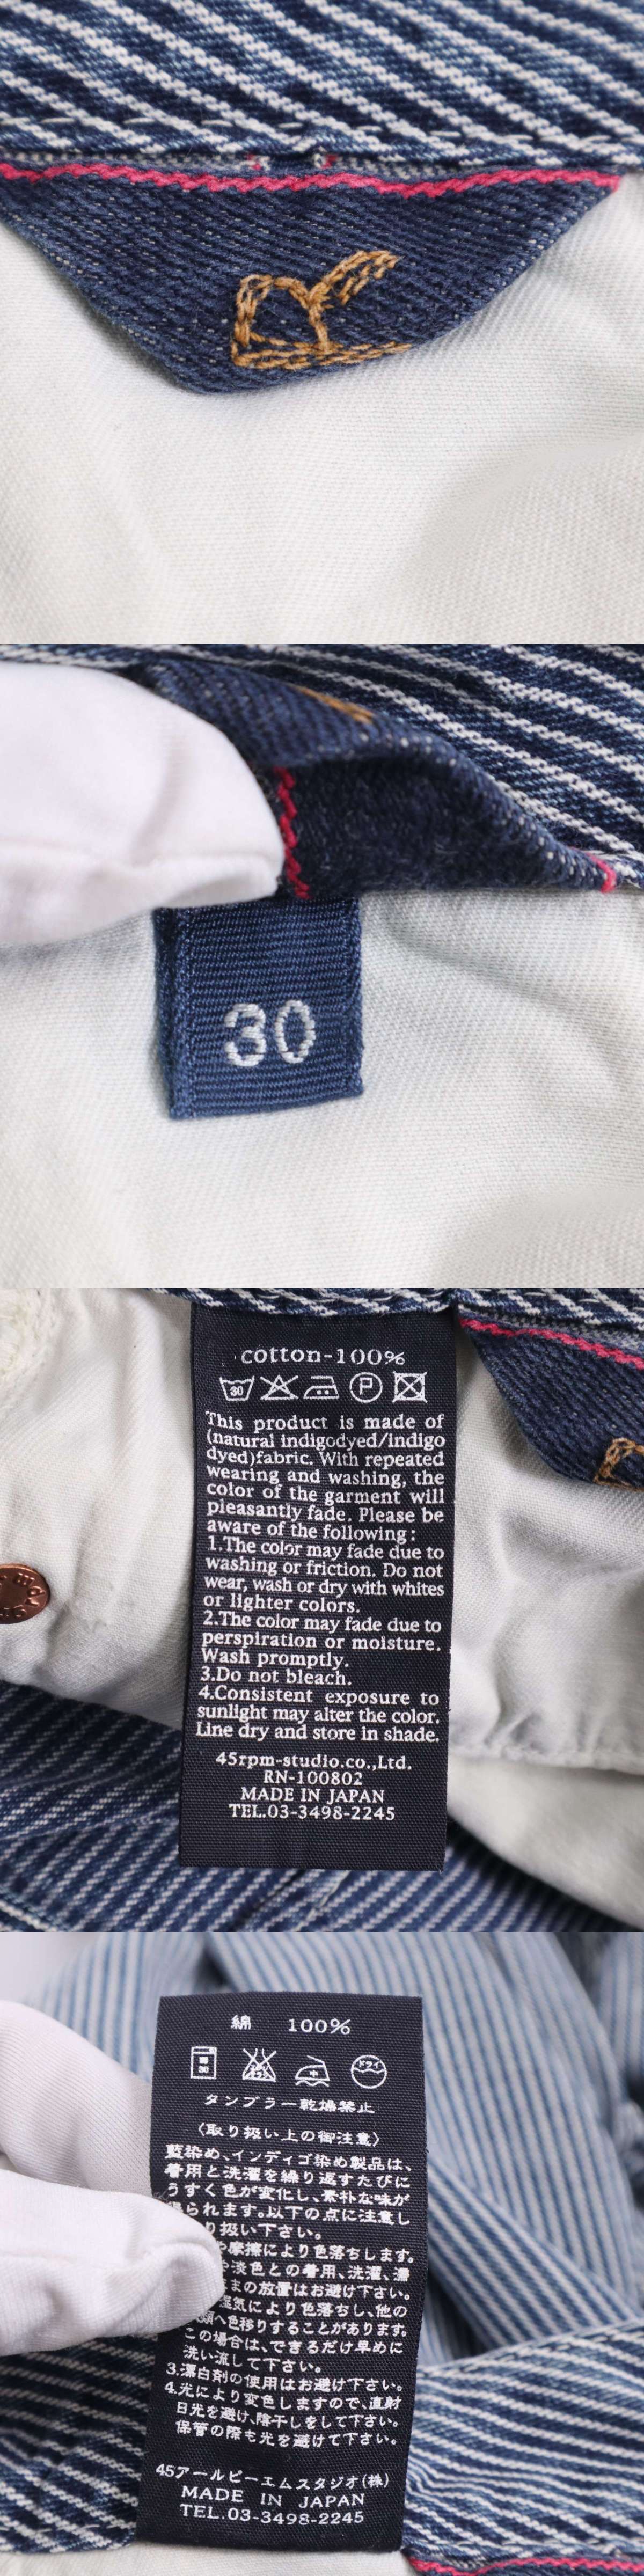 R
30
cotton-100%
30
P
This product is made of
(natural indigodyed/indigo
dyed)fabric. With repeated
wearing and washing, the
color of the garment will
pleasantly fade. Please be
aware of the following:
1.The color may fade due to
washing or friction. Do not
wear, wash or dry with whites
or lighter colors.
2.The color may fade due to
perspiration or moisture.
Wash promptly.
3.Do not bleach.
4.Consistent exposure to
sunlight may alter the color.
Line dry and store in shade.
45rpm-studio.co.,Ltd.
RN-100802
MADE IN JAPAN
TEL.03-3498-2245
綿 100%
30
中
ドライ
タンブラー乾燥禁止
〈取り扱い上の御注意〉
藍染め、インディゴ染め製品は、
着用と洗濯を繰り返すたびに
うすく色が変化し、素朴な味が
られます。以下の点に注意し
り扱い下さい。
や摩擦により色落ちします。
や淡色との着用、洗濯、濡
まの放置はお避け下さい。
湿気により色落ちし、他の
類へ色移りすることがあります。
この場合は、できるだけ早めに
洗い流して下さい。
3.漂白剤の使用はお避け下さい。
4.光により変色しますので、直射
日光を避け、陰干しをして下さい。
保管の際も光を避けて下さい。
45アールピーエムスタジオ(株)
MADE IN JAPAN
TEL.03-3498-2245